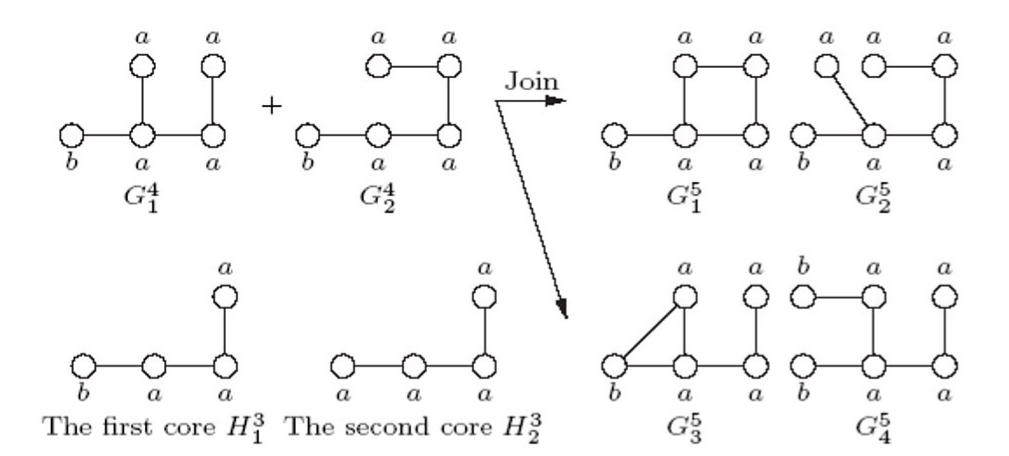 a a a a a a a a a
Join
+
b a a b a a b a a b a a
G_1^4 G_2^4 G_1^5 G_2^5
a a a a b a a
b a a a a a b a a b a a
The first core H_1^3 The second core H_2^3 G_3^5 G_4^5